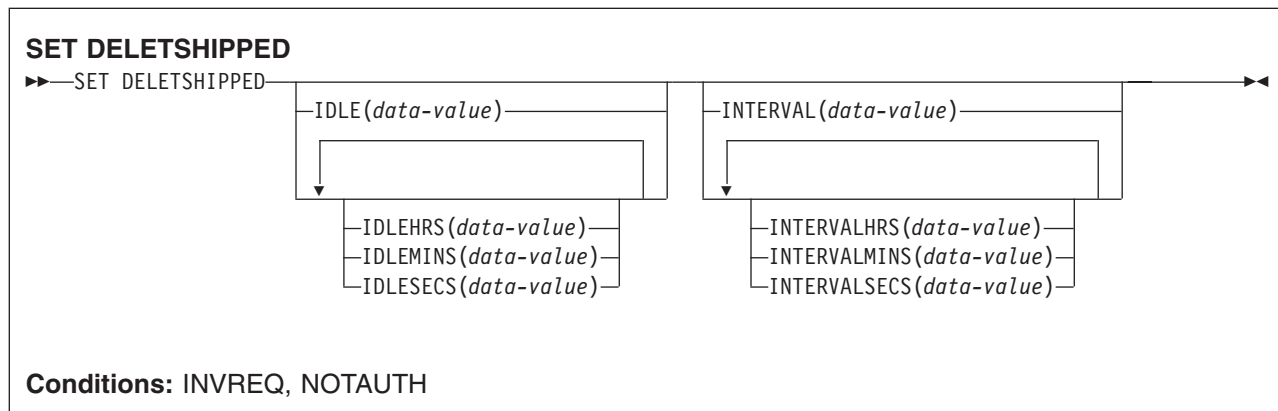 SET DELETSHIPPED
SET DELETSHIPPED
IDLE(data-value) INTERVAL(data-value)
IDLEHRS(data-value) INTERVALHRS(data-value)
IDLEMINS(data-value) INTERVALMINS(data-value)
IDLESECS(data-value) INTERVALSECS(data-value)
Conditions: INVREQ, NOTAUTH